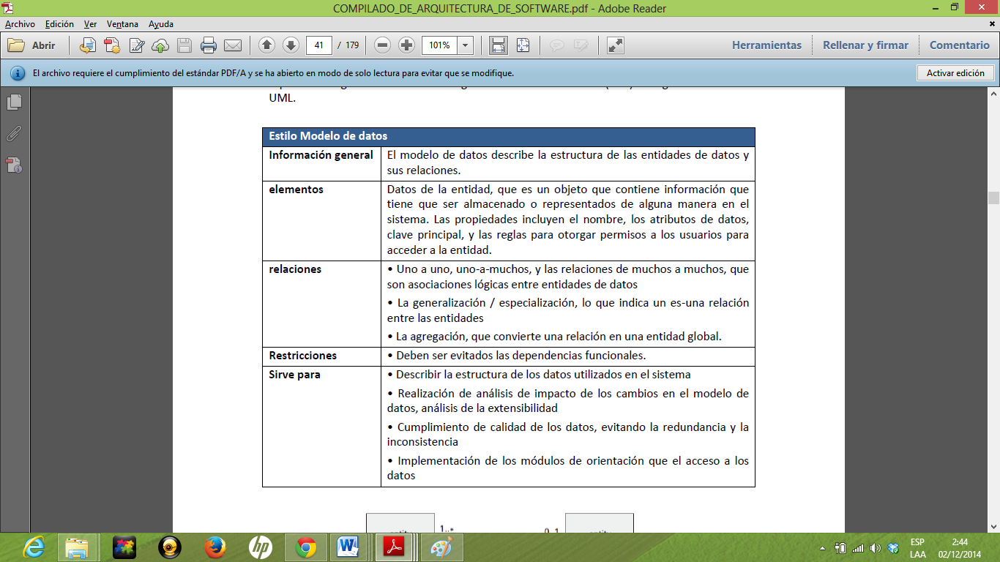 COMPILADO_DE_ARQUITECTURA_DE_SOFTWARE.pdf - Adobe Reader
Archivo Edición Ver Ventana Ayuda
Abrir 41 / 179 101% Herramientas Rellenar y firmar Comentario
El archivo requiere el cumplimiento del estándar PDF/A y se ha abierto en modo de solo lectura para evitar que se modifique. Activar edición
UML.
Estilo Modelo de datos
Información general El modelo de datos describe la estructura de las entidades de datos y
sus relaciones.
elementos Datos de la entidad, que es un objeto que contiene información que
tiene que ser almacenado o representados de alguna manera en el
sistema. Las propiedades incluyen el nombre, los atributos de datos,
clave principal, y las reglas para otorgar permisos a los usuarios para
acceder a la entidad.
relaciones • Uno a uno, uno-a-muchos, y las relaciones de muchos a muchos, que
son asociaciones lógicas entre entidades de datos
• La generalización / especialización, lo que indica un es-una relación
entre las entidades
• La agregación, que convierte una relación en una entidad global.
Restricciones • Deben ser evitados las dependencias funcionales.
Sirve para • Describir la estructura de los datos utilizados en el sistema
• Realización de análisis de impacto de los cambios en el modelo de
datos, análisis de la extensibilidad
• Cumplimiento de calidad de los datos, evitando la redundancia y la
inconsistencia
• Implementación de los módulos de orientación que el acceso a los
datos
1..*
ESP 2:44
LAA 02/12/2014